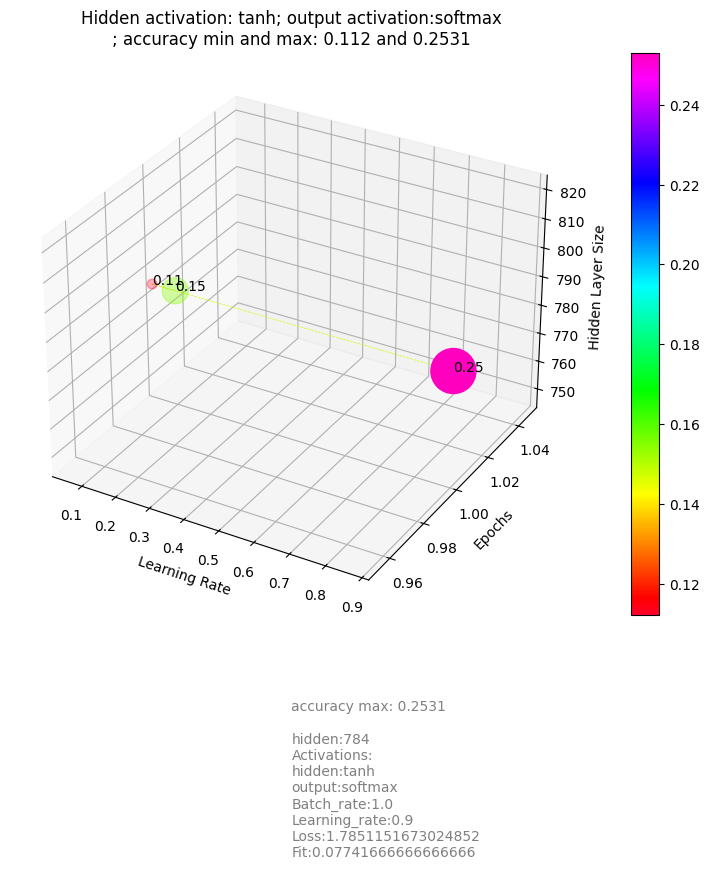 Hidden activation: tanh; output activation:softmax
; accuracy min and max: 0.112 and 0.2531
0.11
0.15
0.25
820
810
800
790
780
770
760
750
Hidden Layer Size
1.04
1.02
1.00
0.98
0.96
Epochs
0.1
0.2
0.3
0.4
0.5
0.6
0.7
0.8
0.9
Learning Rate
0.24
0.22
0.20
0.18
0.16
0.14
0.12
accuracy max: 0.2531
hidden:784
Activations:
hidden:tanh
output:softmax
Batch_rate:1.0
Learning_rate:0.9
Loss:1.7851151673024852
Fit:0.07741666666666666